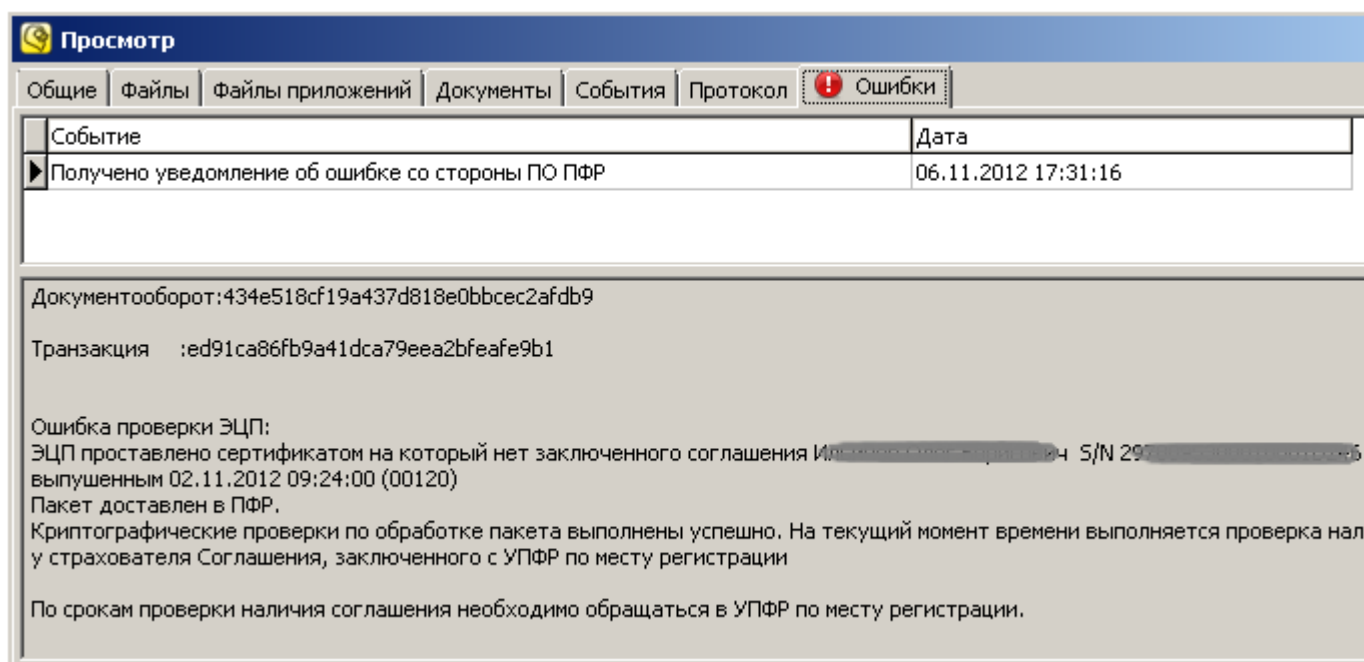 Просмотр
Общие Файлы Файлы приложений Документы События Протокол Ошибки
Событие Дата
Получено уведомление об ошибке со стороны ПО ПФР 06.11.2012 17:31:16
Документооборот:434e518cf19a437d818e0bbcec2afdb9
Транзакция :ed91ca86fb9a41dca79eea2bfeafe9b1
Ошибка проверки ЭЦП:
ЭЦП проставлено сертификатом на который нет заключенного соглашения S/N
выпушенным 02.11.2012 09:24:00 (00120)
Пакет доставлен в ПФР.
Криптографические проверки по обработке пакета выполнены успешно. На текущий момент времени выполняется проверка нал
у страхователя Соглашения, заключенного с УПФР по месту регистрации
По срокам проверки наличия соглашения необходимо обращаться в УПФР по месту регистрации.